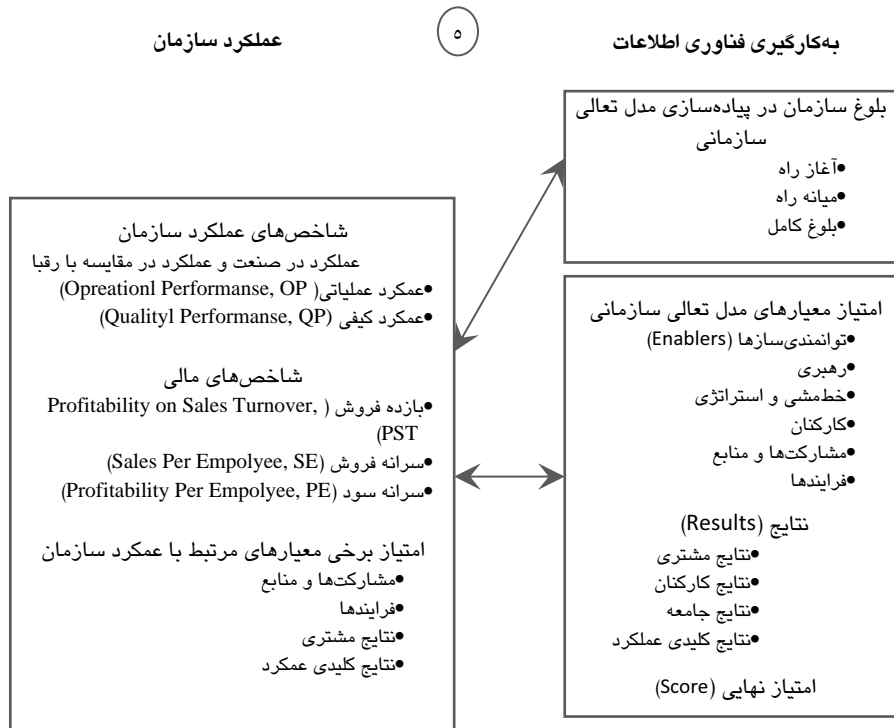 به‌کارگیری فناوری اطلاعات
۵
عملکرد سازمان
بلوغ سازمان در پیاده‌سازی مدل تعالی
سازمانی
•آغاز راه
•میانه راه
•بلوغ کامل
امتیاز معیارهای مدل تعالی سازمانی
•توانمندی‌سازها (Enablers)
•رهبری
•خط‌مشی و استراتژی
•کارکنان
•مشارکت‌ها و منابع
•فرایندها
نتایج (Results)
•نتایج مشتری
•نتایج کارکنان
•نتایج جامعه
•نتایج کلیدی عملکرد
امتیاز نهایی (Score)
شاخص‌های عملکرد سازمان
عملکرد در صنعت و عملکرد در مقایسه با رقبا
•عمکرد عملیاتی( Opreationl Performanse, OP)
•عمکرد کیفی (Qualityl Performanse, QP)
شاخص‌های مالی
•بازده فروش ( Profitability on Sales Turnover,
PST)
•سرانه فروش (Sales Per Empolyee, SE)
•سرانه سود (Profitability Per Empolyee, PE)
امتیاز برخی معیارهای مرتبط با عمکرد سازمان
•مشارکت‌ها و منابع
•فرایندها
•نتایج مشتری
•نتایج کلیدی عمکرد